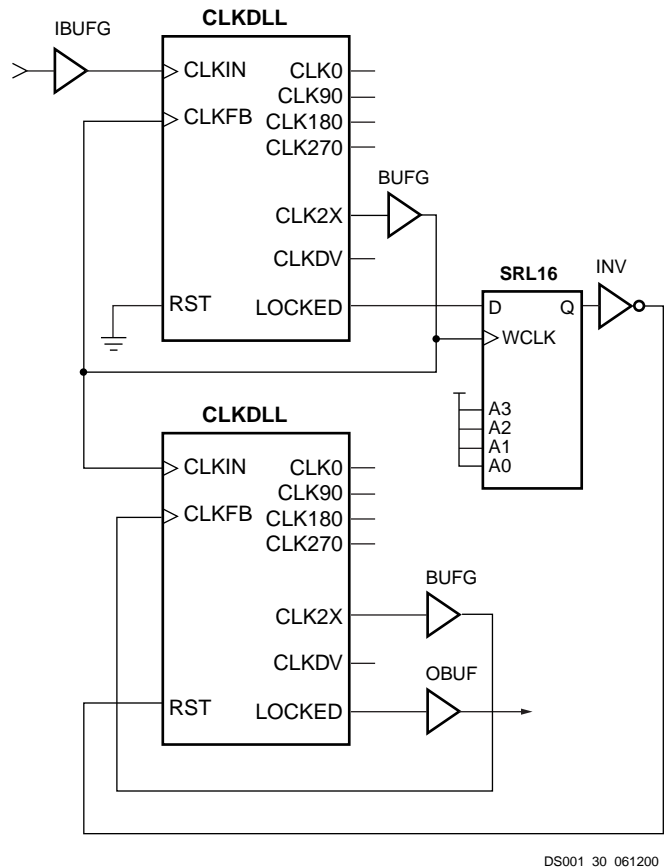 CLKDLL
IBUFG
CLKIN
CLKFB
CLK0
CLK90
CLK180
CLK270
BUFG
CLK2X
CLKDV
RST
LOCKED
SRL16
INV
D
Q
WCLK
A3
A2
A1
A0
CLKDLL
CLKIN
CLKFB
CLK0
CLK90
CLK180
CLK270
BUFG
CLK2X
CLKDV
OBUF
RST
LOCKED
DS001_30_061200